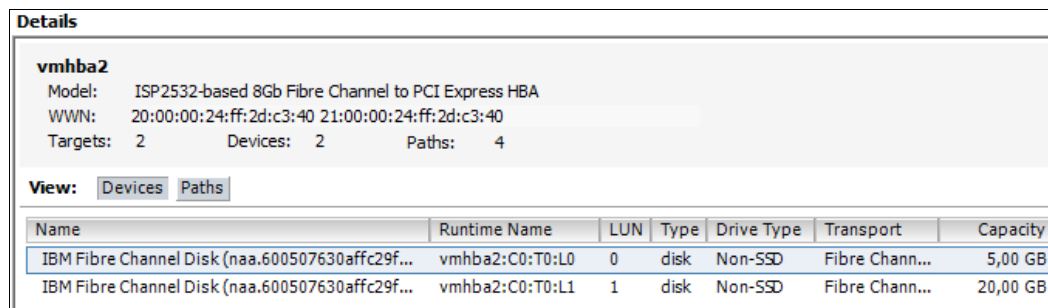 Details
vmhba2
Model: ISP2532-based 8Gb Fibre Channel to PCI Express HBA
WWN: 20:00:00:24:ff:2d:c3:40 21:00:00:24:ff:2d:c3:40
Targets: 2 Devices: 2 Paths: 4
View: Devices Paths
Name Runtime Name LUN Type Drive Type Transport Capacity
IBM Fibre Channel Disk (naa.600507630affc29f... vmhba2:C0:T0:L0 0 disk Non-SSD Fibre Chann... 5,00 GB
IBM Fibre Channel Disk (naa.600507630affc29f... vmhba2:C0:T0:L1 1 disk Non-SSD Fibre Chann... 20,00 GB